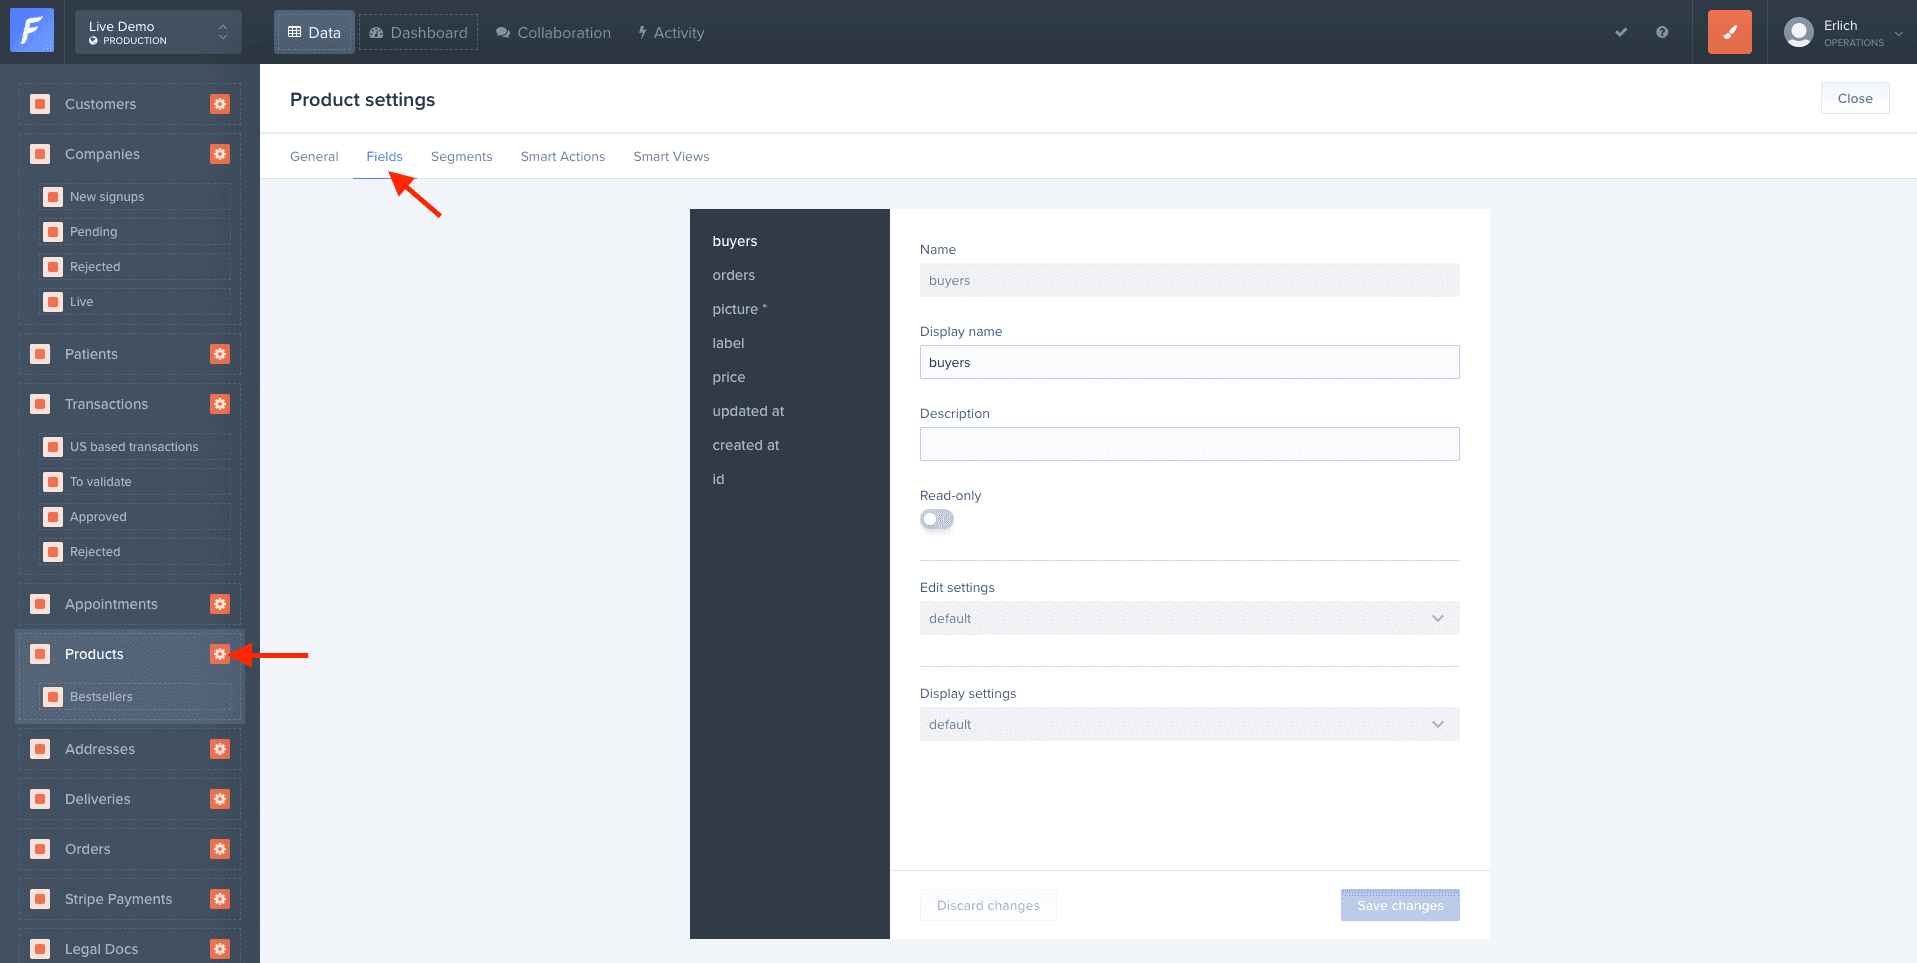 Live Demo
PRODUCTION
Data
Dashboard
Collaboration
Activity
Erlich
OPERATIONS
Customers
Companies
New signups
Pending
Rejected
Live
Patients
Transactions
US based transactions
To validate
Approved
Rejected
Appointments
Products
Bestsellers
Addresses
Deliveries
Orders
Stripe Payments
Legal Docs
Product settings
Close
General
Fields
Segments
Smart Actions
Smart Views
buyers
orders
picture *
label
price
updated at
created at
id
Name
buyers
Display name
buyers
Description
Read-only
Edit settings
default
Display settings
default
Discard changes
Save changes